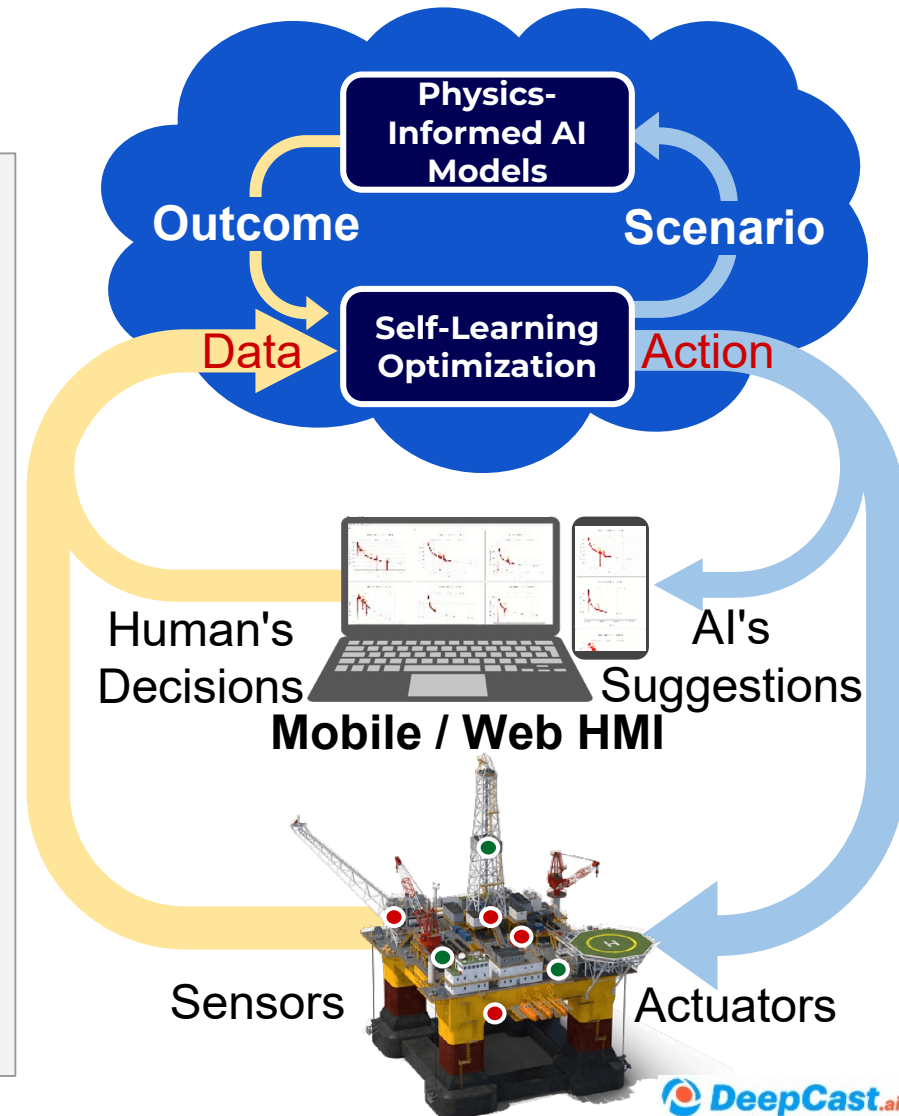 Physics-
Informed AI
Models
Outcome
Scenario
Self-Learning
Optimization
Data
Action
Human's
Decisions
AI's
Suggestions
Mobile / Web HMI
Sensors
Actuators
H
DeepCast.ai